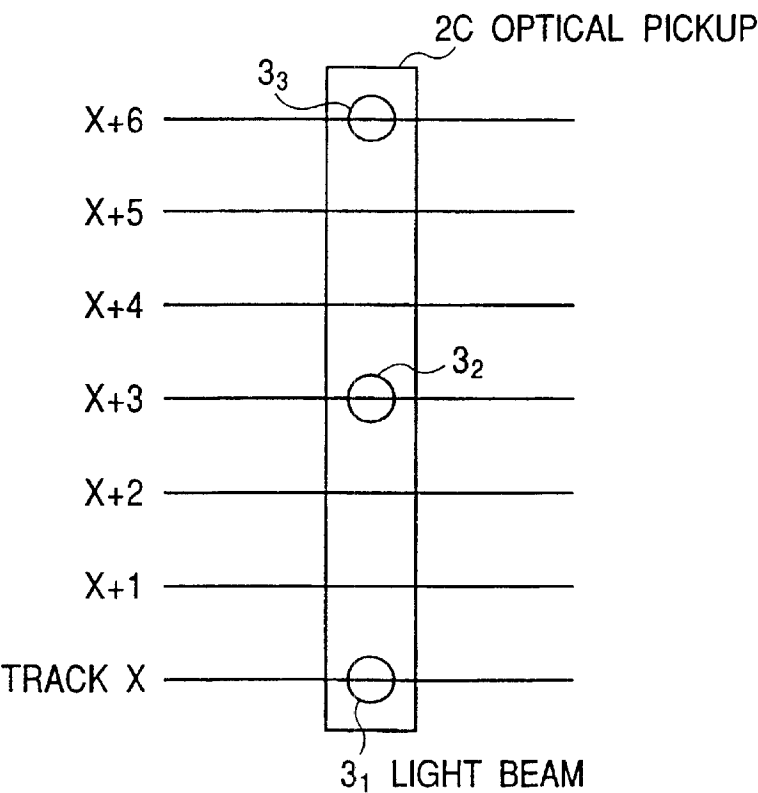 2C OPTICAL PICKUP
3₃
X+6
X+5
X+4
3₂
X+3
X+2
X+1
TRACK X
3₁ LIGHT BEAM